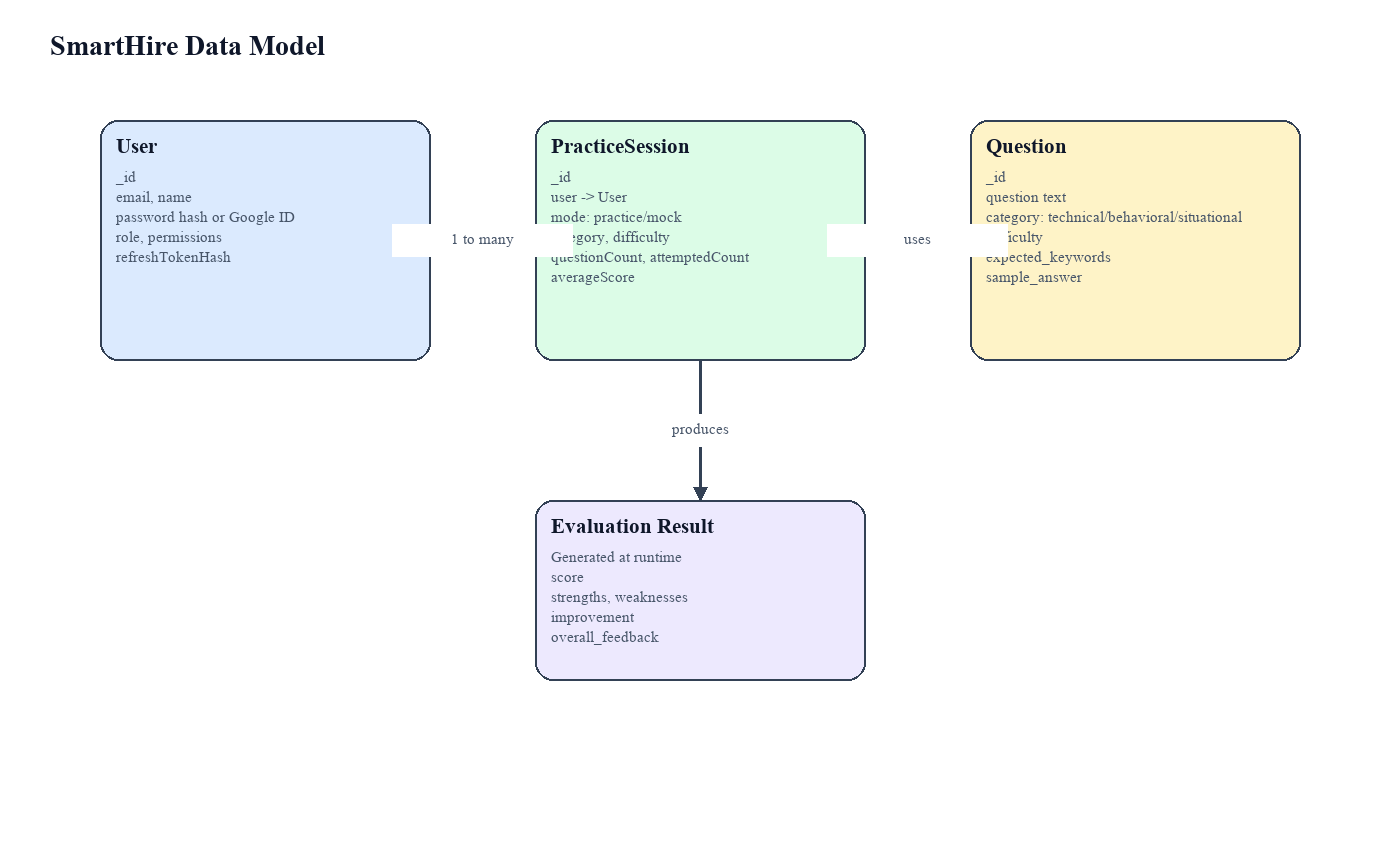 SmartHire Data Model
User
_id
email, name
password hash or Google ID
role, permissions
refreshTokenHash
1 to many
PracticeSession
_id
user -> User
mode: practice/mock
egory, difficulty
questionCount, attemptedCount
averageScore
uses
Question
_id
question text
category: technical/behavioral/situational
iculty
expected_keywords
sample_answer
produces
Evaluation Result
Generated at runtime
score
strengths, weaknesses
improvement
overall_feedback